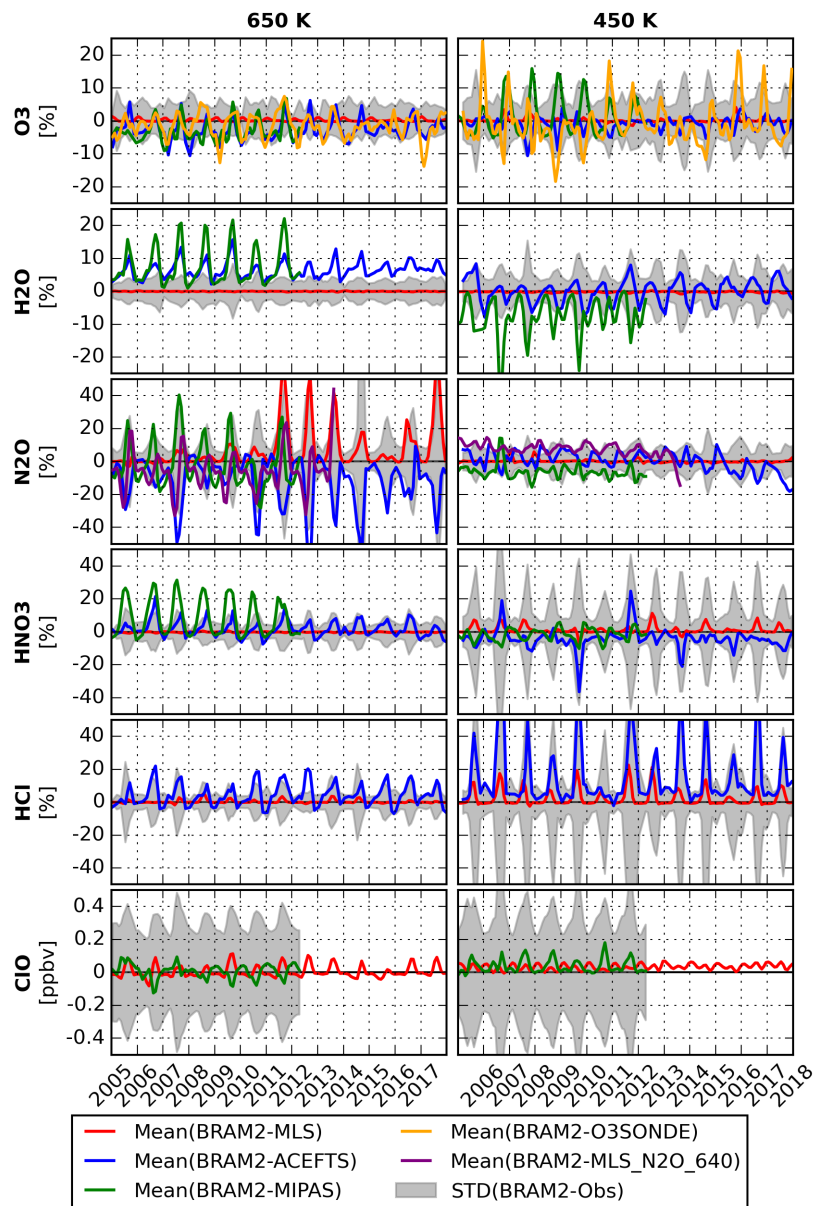 650 K 450 K
O3
[%]
20
10
0
-10
-20
H2O
[%]
20
10
0
-10
-20
N2O
[%]
40
20
0
-20
-40
HNO3
[%]
40
20
0
-20
-40
HCl
[%]
40
20
0
-20
-40
ClO
[ppbv]
0.4
0.2
0
-0.2
-0.4
2005 2006 2007 2008 2009 2010 2011 2012 2013 2014 2015 2016 2017
2006 2007 2008 2009 2010 2011 2012 2013 2014 2015 2016 2017 2018
Mean(BRAM2-MLS)
Mean(BRAM2-ACEFTS)
Mean(BRAM2-MIPAS)
Mean(BRAM2-O3SONDE)
Mean(BRAM2-MLS_N2O_640)
STD(BRAM2-Obs)